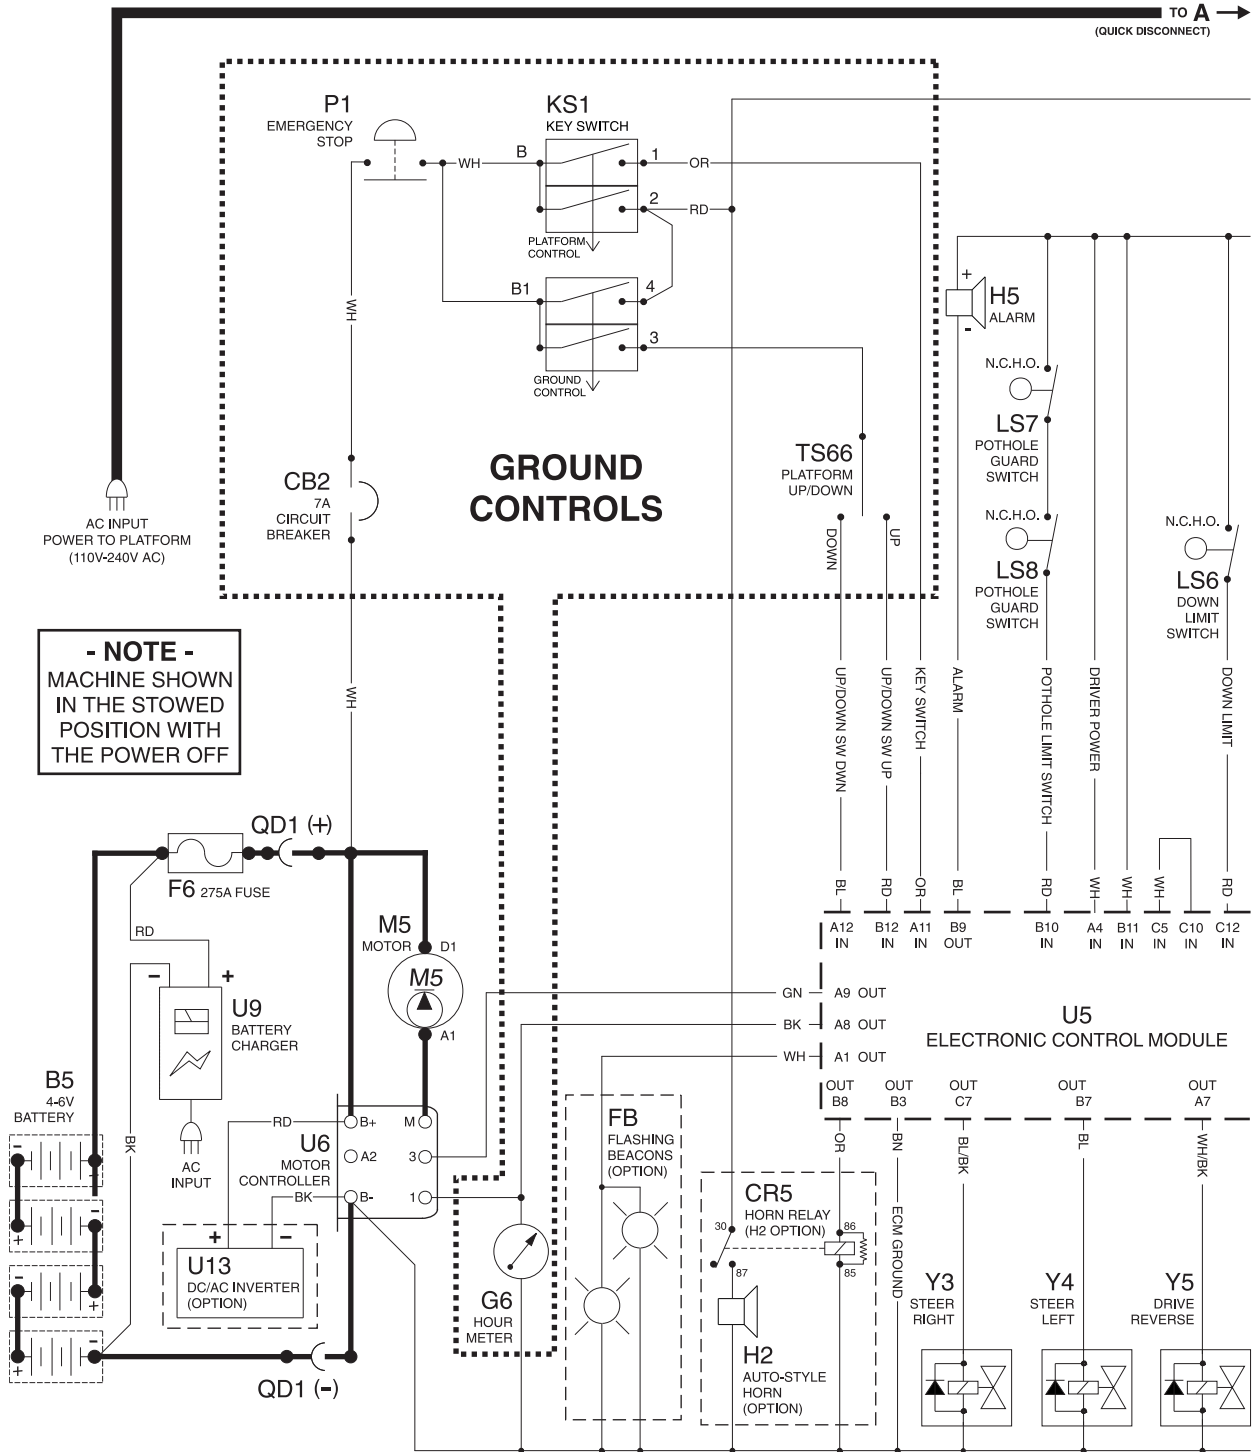 TO A
(QUICK DISCONNECT)
P1
EMERGENCY
STOP
KS1
KEY SWITCH
WH
B
1
OR
2
RD
PLATFORM
CONTROL
B1
4
3
GROUND
CONTROL
WH
GROUND
CONTROLS
CB2
7A
CIRCUIT
BREAKER
TS66
PLATFORM
UP/DOWN
DOWN
UP
+
H5
ALARM
-
N.C.H.O.
LS7
POTHOLE
GUARD
SWITCH
N.C.H.O.
LS8
POTHOLE
GUARD
SWITCH
N.C.H.O.
LS6
DOWN
LIMIT
SWITCH
AC INPUT
POWER TO PLATFORM
(110V-240V AC)
- NOTE -
MACHINE SHOWN
IN THE STOWED
POSITION WITH
THE POWER OFF
WH
UP/DOWN SW DWN
UP/DOWN SW UP
KEY SWITCH
ALARM
POTHOLE LIMIT SWITCH
DRIVER POWER
DOWN LIMIT
BL
RD
OR
BL
RD
WH
WH
WH
RD
A12 IN
B12 IN
A11 IN
B9 OUT
B10 IN
A4 IN
B11 IN
C5 IN
C10 IN
C12 IN
QD1 (+)
F6 275A FUSE
RD
M5
MOTOR
D1
M5
A1
- +
U9
BATTERY
CHARGER
AC
INPUT
BK
B5
4-6V
BATTERY
- -
+ -
- +
+ -
GN
A9 OUT
BK
A8 OUT
WH
A1 OUT
U5
ELECTRONIC CONTROL MODULE
OUT B8
OUT B3
OUT C7
OUT B7
OUT A7
RD
B+
M
U6
MOTOR
CONTROLLER
A2
3
BK
B-
1
+ -
U13
DC/AC INVERTER
(OPTION)
QD1 (-)
G6
HOUR
METER
FB
FLASHING
BEACONS
(OPTION)
OR
BN
ECM GROUND
BL/BK
BL
WH/BK
CR5
HORN RELAY
(H2 OPTION)
30
86
87
85
H2
AUTO-STYLE
HORN
(OPTION)
Y3
STEER
RIGHT
Y4
STEER
LEFT
Y5
DRIVE
REVERSE